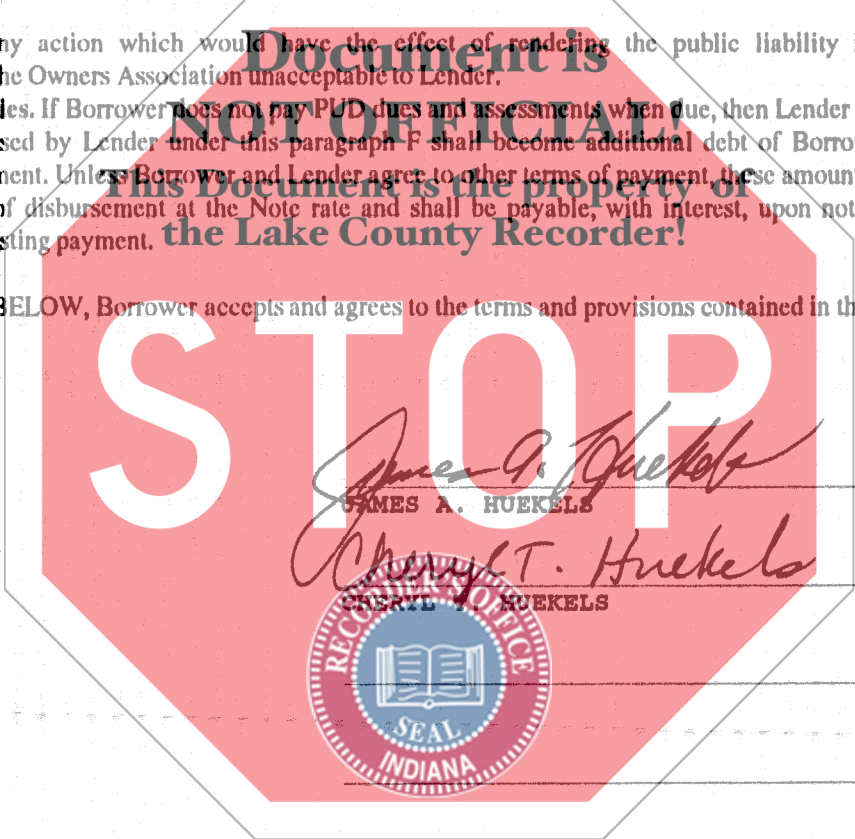 ny action which would have the effect of rendering the public liability
Document is
he Owners Association unacceptable to Lender.
les. If Borrower does not pay PUD dues and assessments when due, then Lender
NOT OFFICIAL!
sed by Lender under this paragraph F shall become additional debt of Borro
ent. Unless Borrower and Lender agree to other terms of payment, these amoun
This Document is the property of
of disbursement at the Note rate and shall be payable, with interest, upon not
the Lake County Recorder!
sting payment.
BELOW, Borrower accepts and agrees to the terms and provisions contained in th
STOP
James A. Huekels
JAMES A. HUEKELS
Cheryl T. Huekels
CHERYL T. HUEKELS
RECORDER'S OFFICE
SEAL
INDIANA